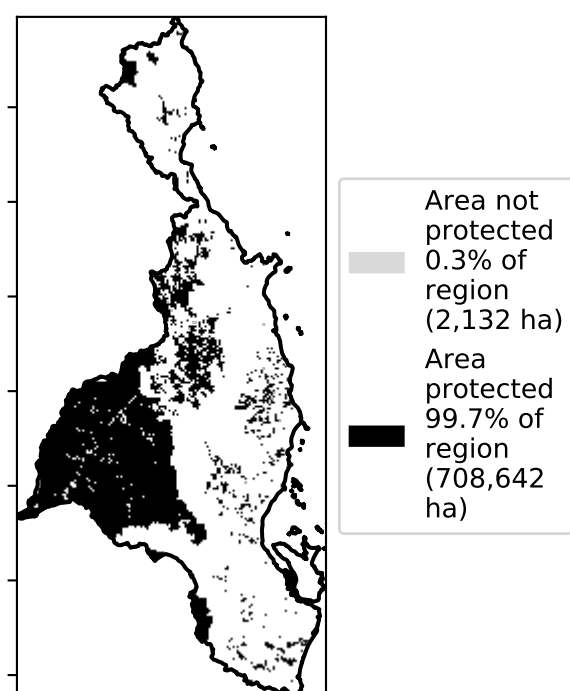 Area not
protected
0.3% of
region
(2,132 ha)
Area
protected
99.7% of
region
(708,642
ha)